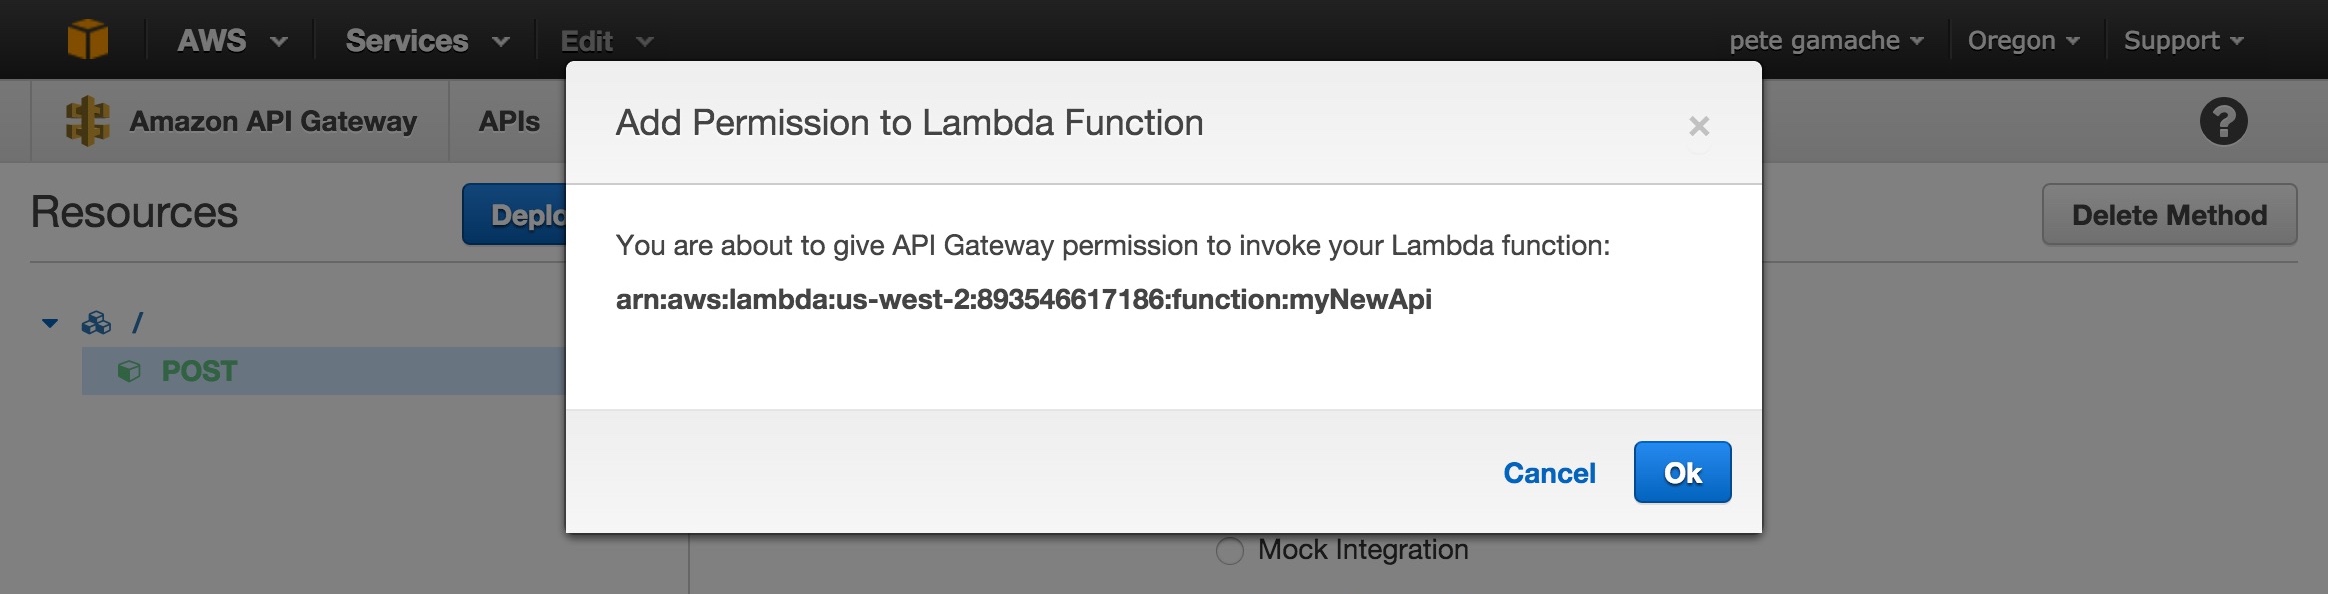 AWS Services Edit pete gamache Oregon Support
Amazon API Gateway APIs ?
Add Permission to Lambda Function ×
Resources Deplo Delete Method
You are about to give API Gateway permission to invoke your Lambda function:
arn:aws:lambda:us-west-2:893546617186:function:myNewApi
/
POST
Cancel Ok
Mock Integration